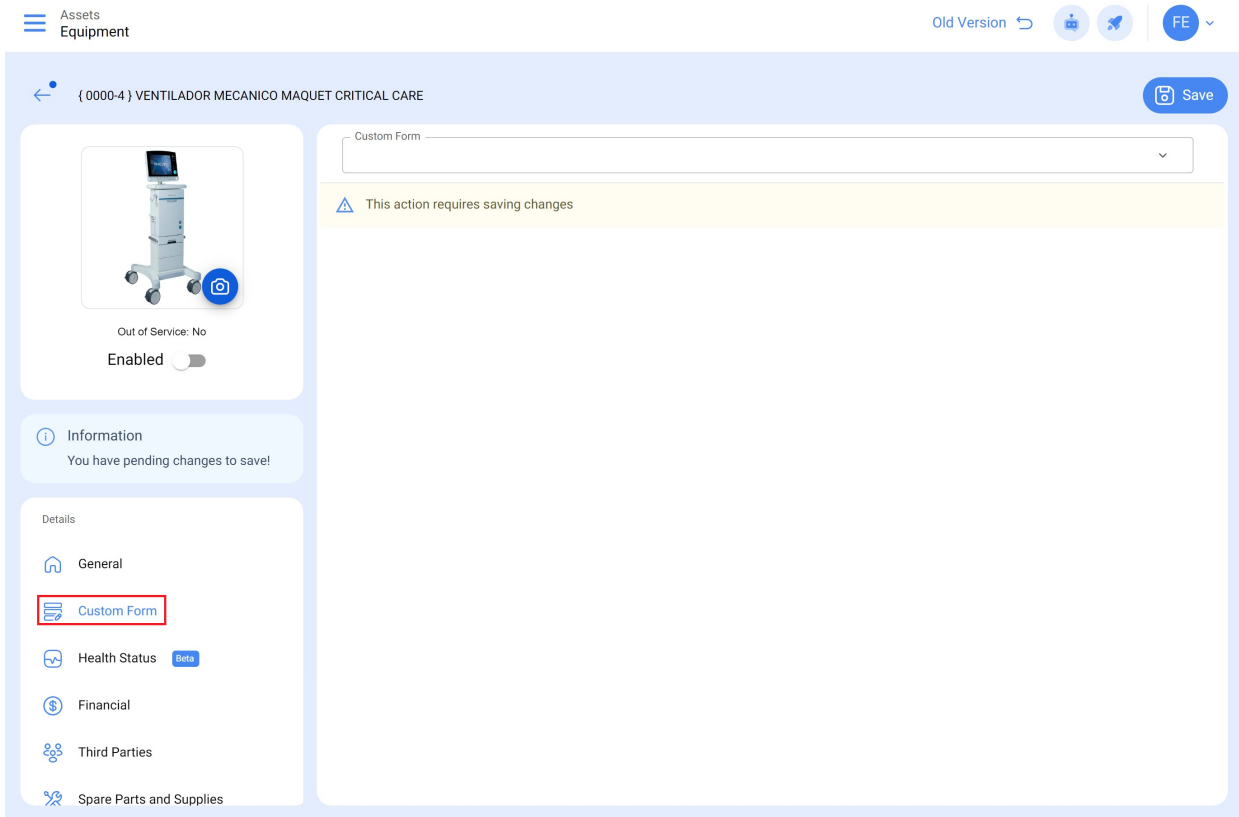 Assets
Equipment
Old Version
FE
{ 0000-4 } VENTILADOR MECANICO MAQUET CRITICAL CARE
Save
Custom Form
This action requires saving changes
Out of Service: No
Enabled
Information
You have pending changes to save!
Details
General
Custom Form
Health Status Beta
Financial
Third Parties
Spare Parts and Supplies